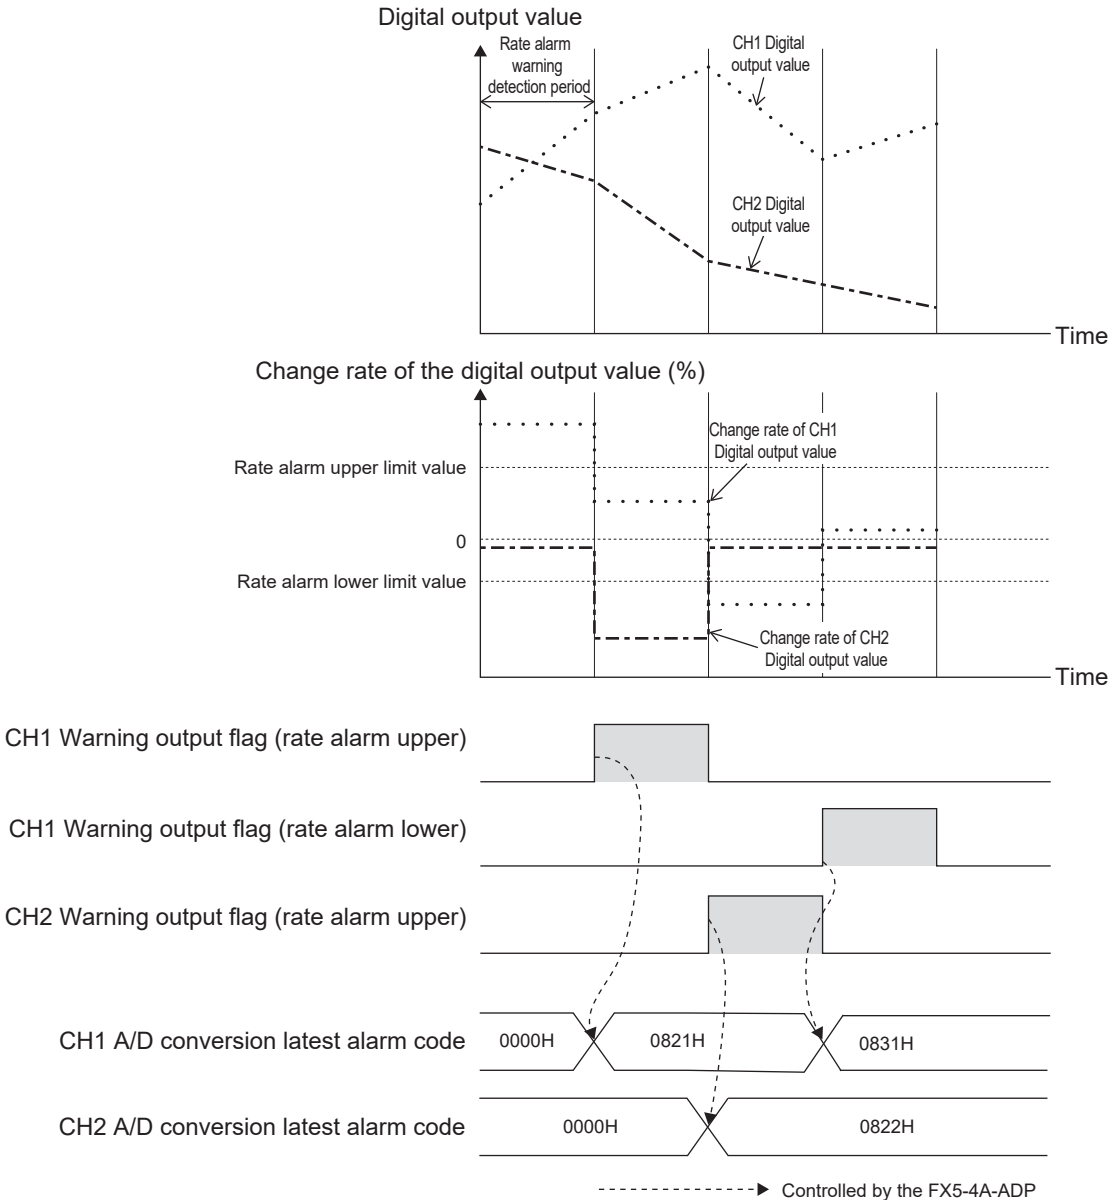 Digital output value
Rate alarm
warning
detection period
CH1 Digital
output value
CH2 Digital
output value
Time
Change rate of the digital output value (%)
Change rate of CH1
Digital output value
Rate alarm upper limit value
0
Rate alarm lower limit value
Change rate of CH2
Digital output value
Time
CH1 Warning output flag (rate alarm upper)
CH1 Warning output flag (rate alarm lower)
CH2 Warning output flag (rate alarm upper)
CH1 A/D conversion latest alarm code
0000H
0821H
0831H
CH2 A/D conversion latest alarm code
0000H
0822H
Controlled by the FX5-4A-ADP